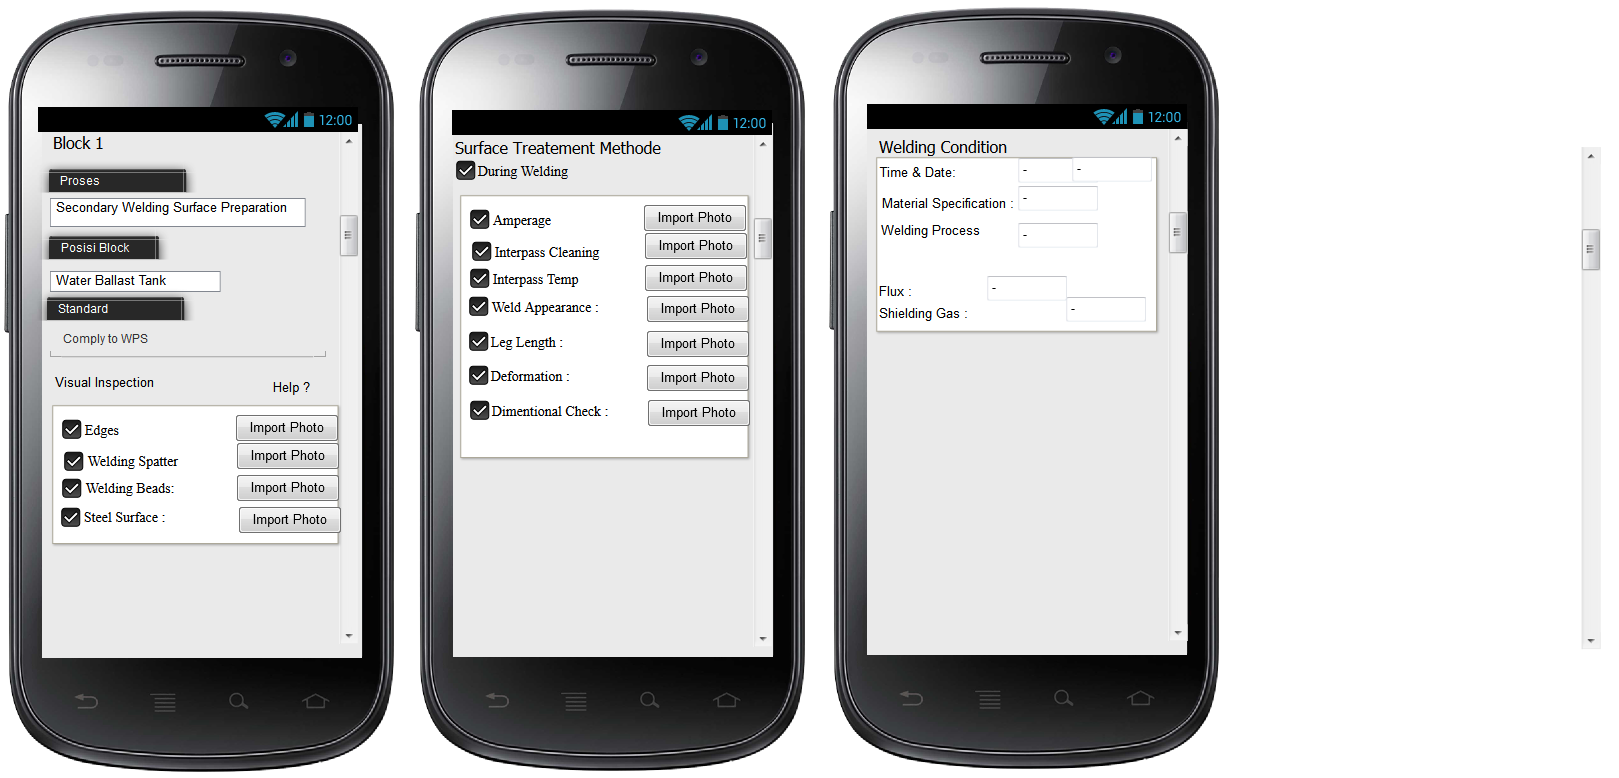 12:00
Block 1
Proses
Secondary Welding Surface Preparation
Posisi Block
Water Ballast Tank
Standard
Comply to WPS
Visual Inspection
Help ?
Edges
Import Photo
Welding Spatter
Import Photo
Welding Beads:
Import Photo
Steel Surface :
Import Photo
12:00
Surface Treatement Methode
During Welding
Amperage
Import Photo
Interpass Cleaning
Import Photo
Interpass Temp
Import Photo
Weld Appearance :
Import Photo
Leg Length :
Import Photo
Deformation :
Import Photo
Dimentional Check :
Import Photo
12:00
Welding Condition
Time & Date: - -
Material Specification : -
Welding Process -
Flux : -
Shielding Gas : -